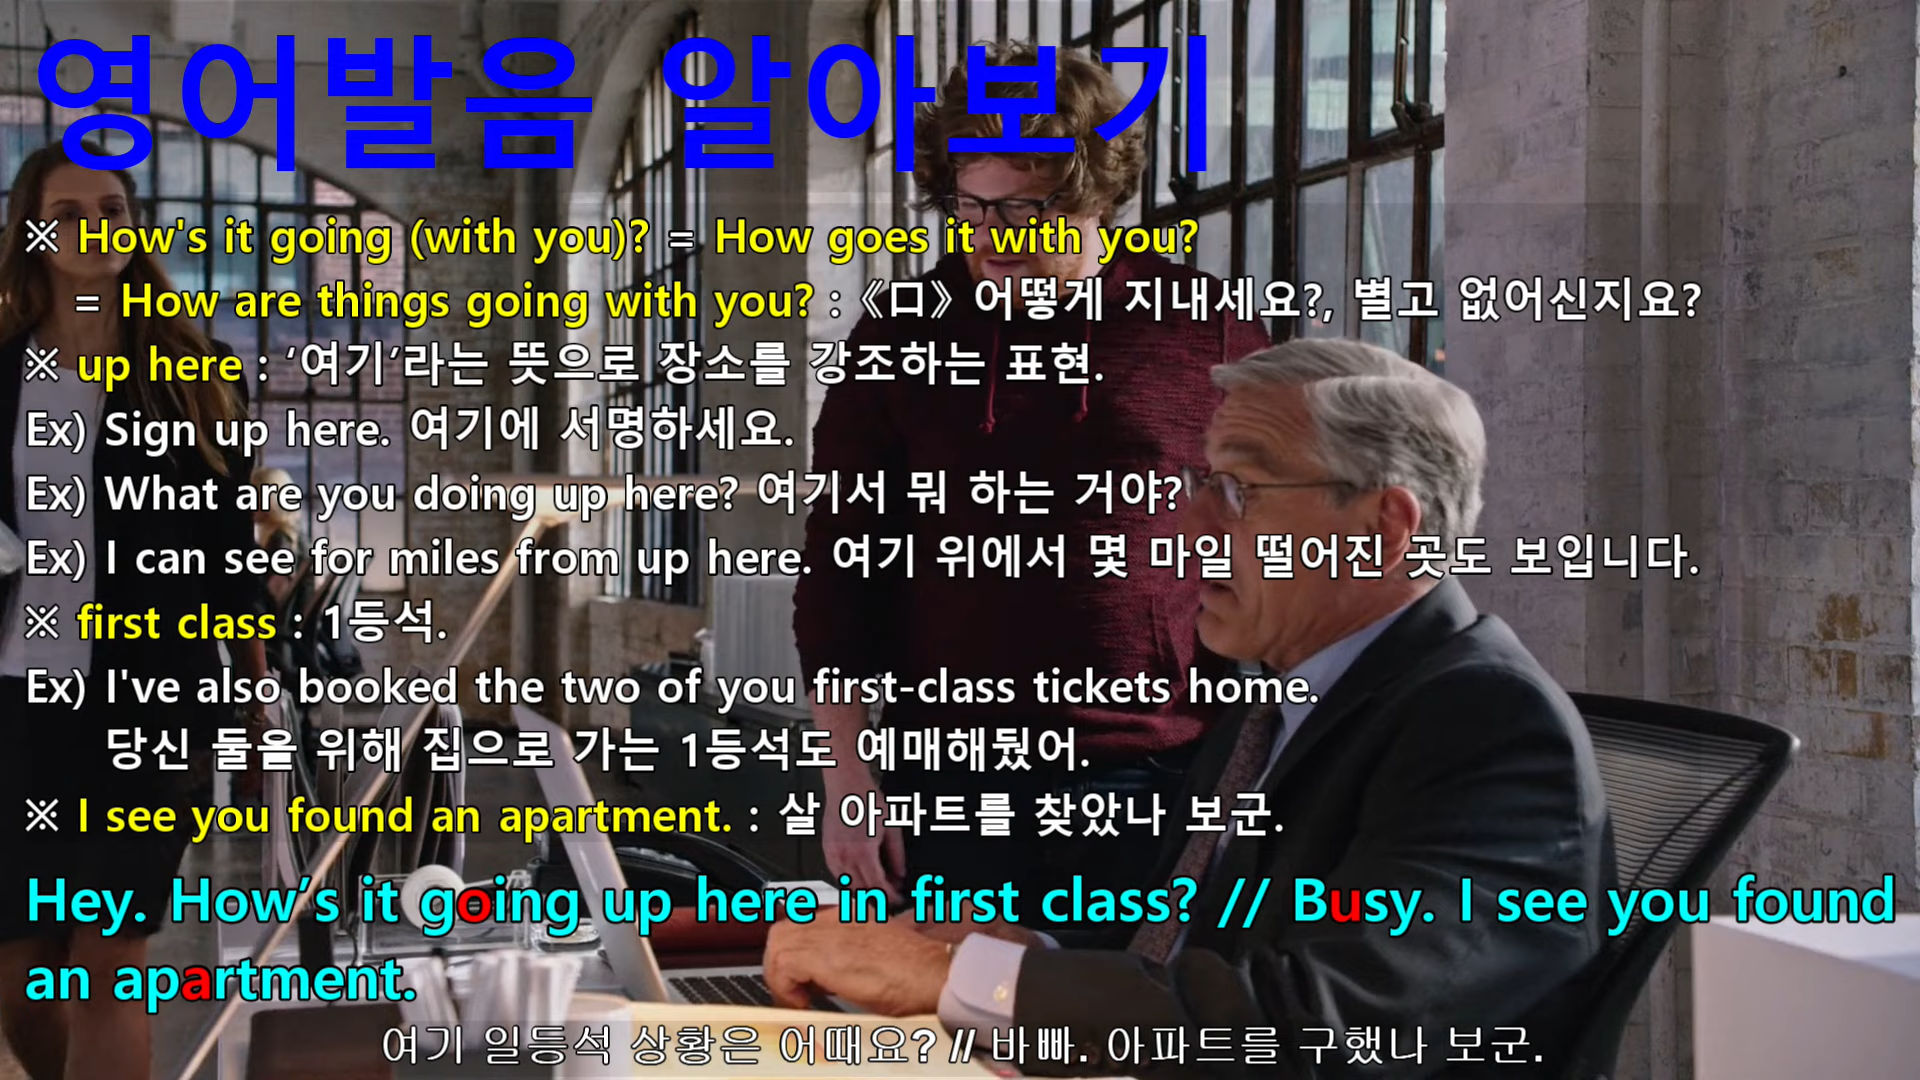 영어발음 알아보기
※ How's it going (with you)? = How goes it with you?
= How are things going with you? : 《口》 어떻게 지내세요?, 별고 없어신지요?
※ up here : ‘여기’라는 뜻으로 장소를 강조하는 표현.
Ex) Sign up here. 여기에 서명하세요.
Ex) What are you doing up here? 여기서 뭐 하는 거야?
Ex) I can see for miles from up here. 여기 위에서 몇 마일 떨어진 곳도 보입니다.
※ first class : 1등석.
Ex) I've also booked the two of you first-class tickets home.
당신 둘을 위해 집으로 가는 1등석도 예매해뒀어.
※ I see you found an apartment. : 살 아파트를 찾았나 보군.
Hey. How’s it going up here in first class? // Busy. I see you found
an apartment.
여기 일등석 상황은 어때요? // 바빠. 아파트를 구했나 보군.